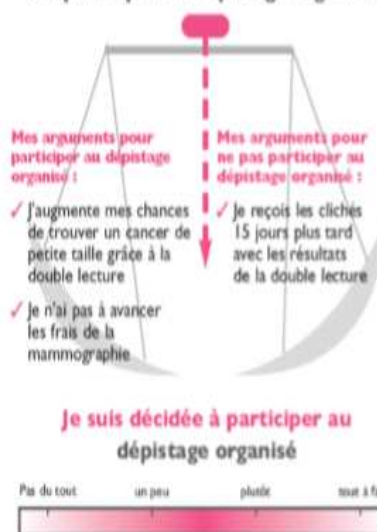 Mes arguments pour
participer au dépistage
organisé :
✓ J'augmente mes chances
de trouver un cancer de
petite taille grâce à la
double lecture
✓ Je n'ai pas à avancer
les frais de la
mammographie
Mes arguments pour
ne pas participer au
dépistage organisé :
✓ Je reçois les clichés
15 jours plus tard
avec les résultats
de la double lecture
Je suis décidée à participer au
dépistage organisé
Pas du tout un peu plutôt